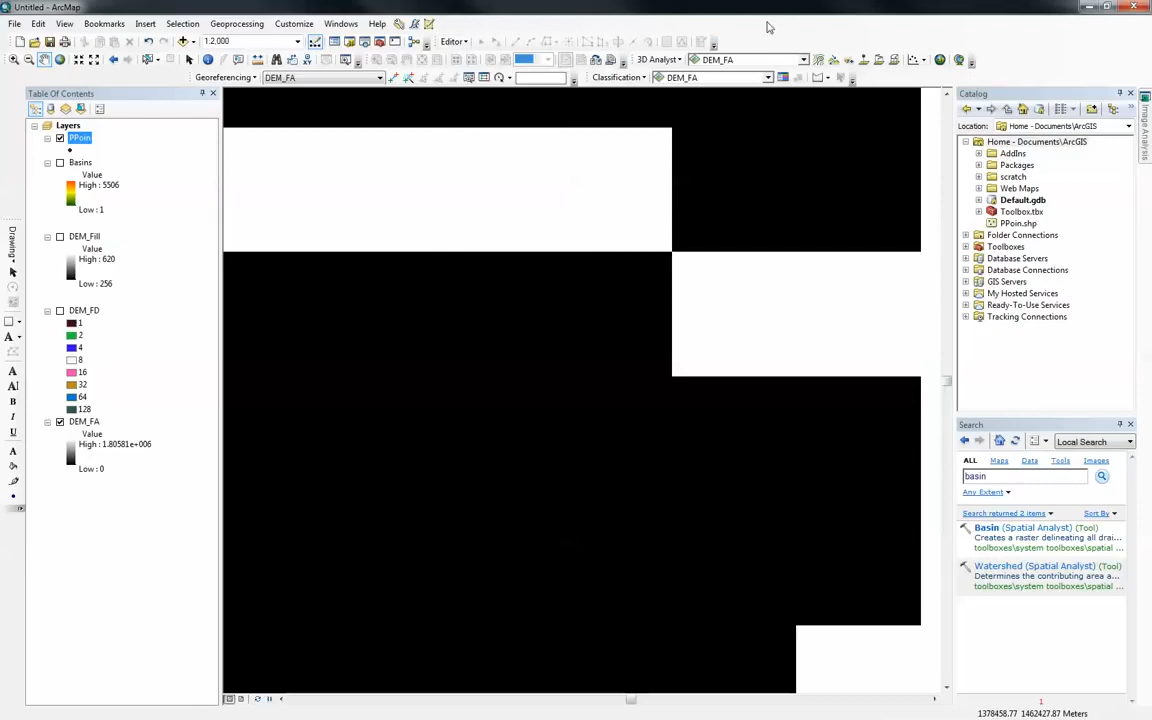 Untitled - ArcMap
File Edit View Bookmarks Insert Selection Geoprocessing Customize Windows Help
1:2,000
Editor
3D Analyst
DEM_FA
Georeferencing
DEM_FA
Classification
DEM_FA
Table Of Contents
Layers
PPoin
Basins
Value
High : 5506
Low : 1
DEM_Fill
Value
High : 620
Low : 256
DEM_FD
1
2
4
8
16
32
64
128
DEM_FA
Value
High : 1.80581e+006
Low : 0
Drawing
A
A
B
I
U
A
Catalog
Location: Home - Documents\ArcGIS
Home - Documents\ArcGIS
AddIns
Packages
scratch
Web Maps
Default.gdb
Toolbox.tbx
PPoin.shp
Folder Connections
Toolboxes
Database Servers
Database Connections
GIS Servers
My Hosted Services
Ready-To-Use Services
Tracking Connections
Image Analysis
Search
Local Search
ALL Maps Data Tools Images
basin
Any Extent
Search returned 2 items
Sort By
Basin (Spatial Analyst) (Tool)
Creates a raster delineating all drai...
toolboxes\system toolboxes\spatial ...
Watershed (Spatial Analyst) (Tool)
Determines the contributing area a...
toolboxes\system toolboxes\spatial ...
1
1378458.77 1462427.87 Meters